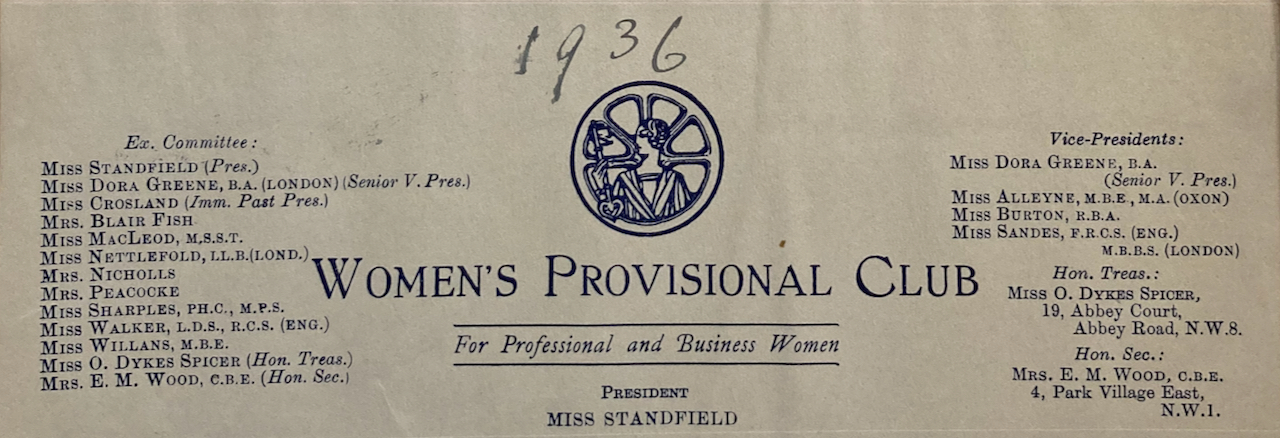 1936
Ex. Committee:
Miss Standfield (Pres.)
Miss Dora Greene, B.A. (London) (Senior V. Pres.)
Miss Crosland (Imm. Past Pres.)
Mrs. Blair Fish
Miss MacLeod, M.S.S.T.
Miss Nettlefold, LL.B. (Lond.)
Mrs. Nicholls
Mrs. Peacocke
Miss Sharples, PH.C., M.P.S.
Miss Walker, L.D.S., R.C.S. (Eng.)
Miss Willans, M.B.E.
Miss O. Dykes Spicer (Hon. Treas.)
Mrs. E. M. Wood, C.B.E. (Hon. Sec.)
Women's Provisional Club
For Professional and Business Women
President
MISS STANDFIELD
Vice-Presidents:
Miss Dora Greene, B.A.
(Senior V. Pres.)
Miss Alleyne, M.B.E., M.A. (Oxon)
Miss Burton, R.B.A.
Miss Sandes, F.R.C.S. (Eng.)
M.B.B.S. (London)
Hon. Treas.:
Miss O. Dykes Spicer,
19, Abbey Court,
Abbey Road, N.W.8.
Hon. Sec.:
Mrs. E. M. Wood, C.B.E.
4, Park Village East,
N.W.1.